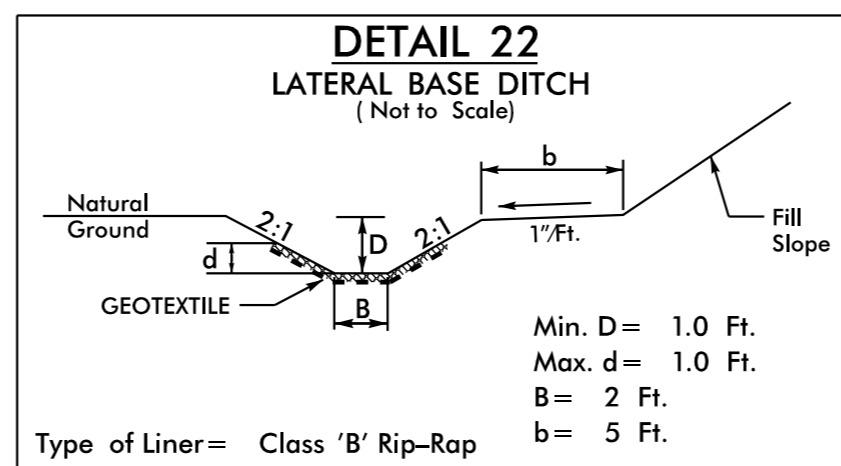 DETAIL 22
LATERAL BASE DITCH
( Not to Scale)
b
Natural
Ground
2:1
D
2:1
1"/Ft.
Fill
Slope
d
GEOTEXTILE
B
Min. D= 1.0 Ft.
Max. d= 1.0 Ft.
B= 2 Ft.
b= 5 Ft.
Type of Liner= Class 'B' Rip-Rap